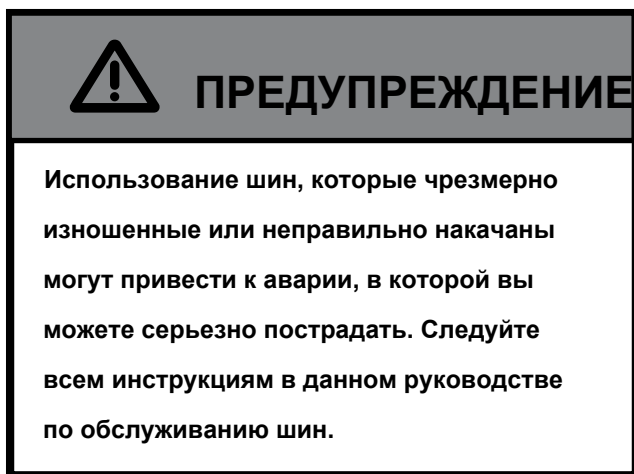 ПРЕДУПРЕЖДЕНИЕ
Использование шин, которые чрезмерно
изношенные или неправильно накачаны
могут привести к аварии, в которой вы
можете серьезно пострадать. Следуйте
всем инструкциям в данном руководстве
по обслуживанию шин.